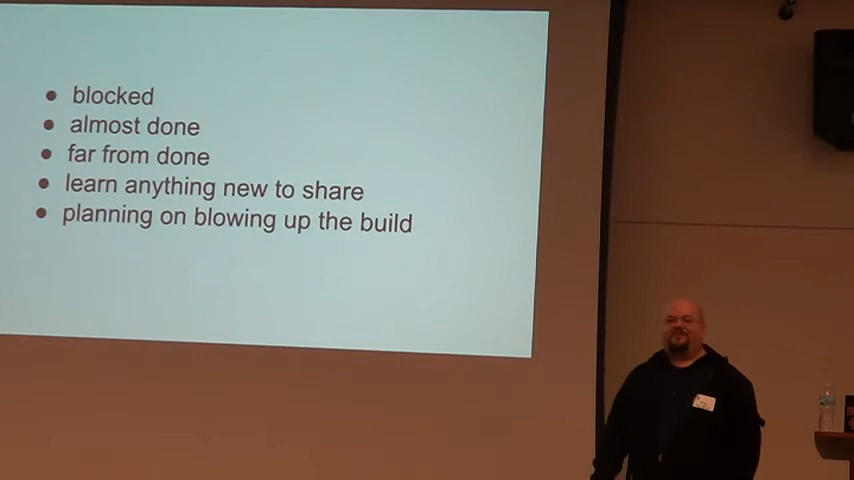 blocked
almost done
far from done
learn anything new to share
planning on blowing up the build